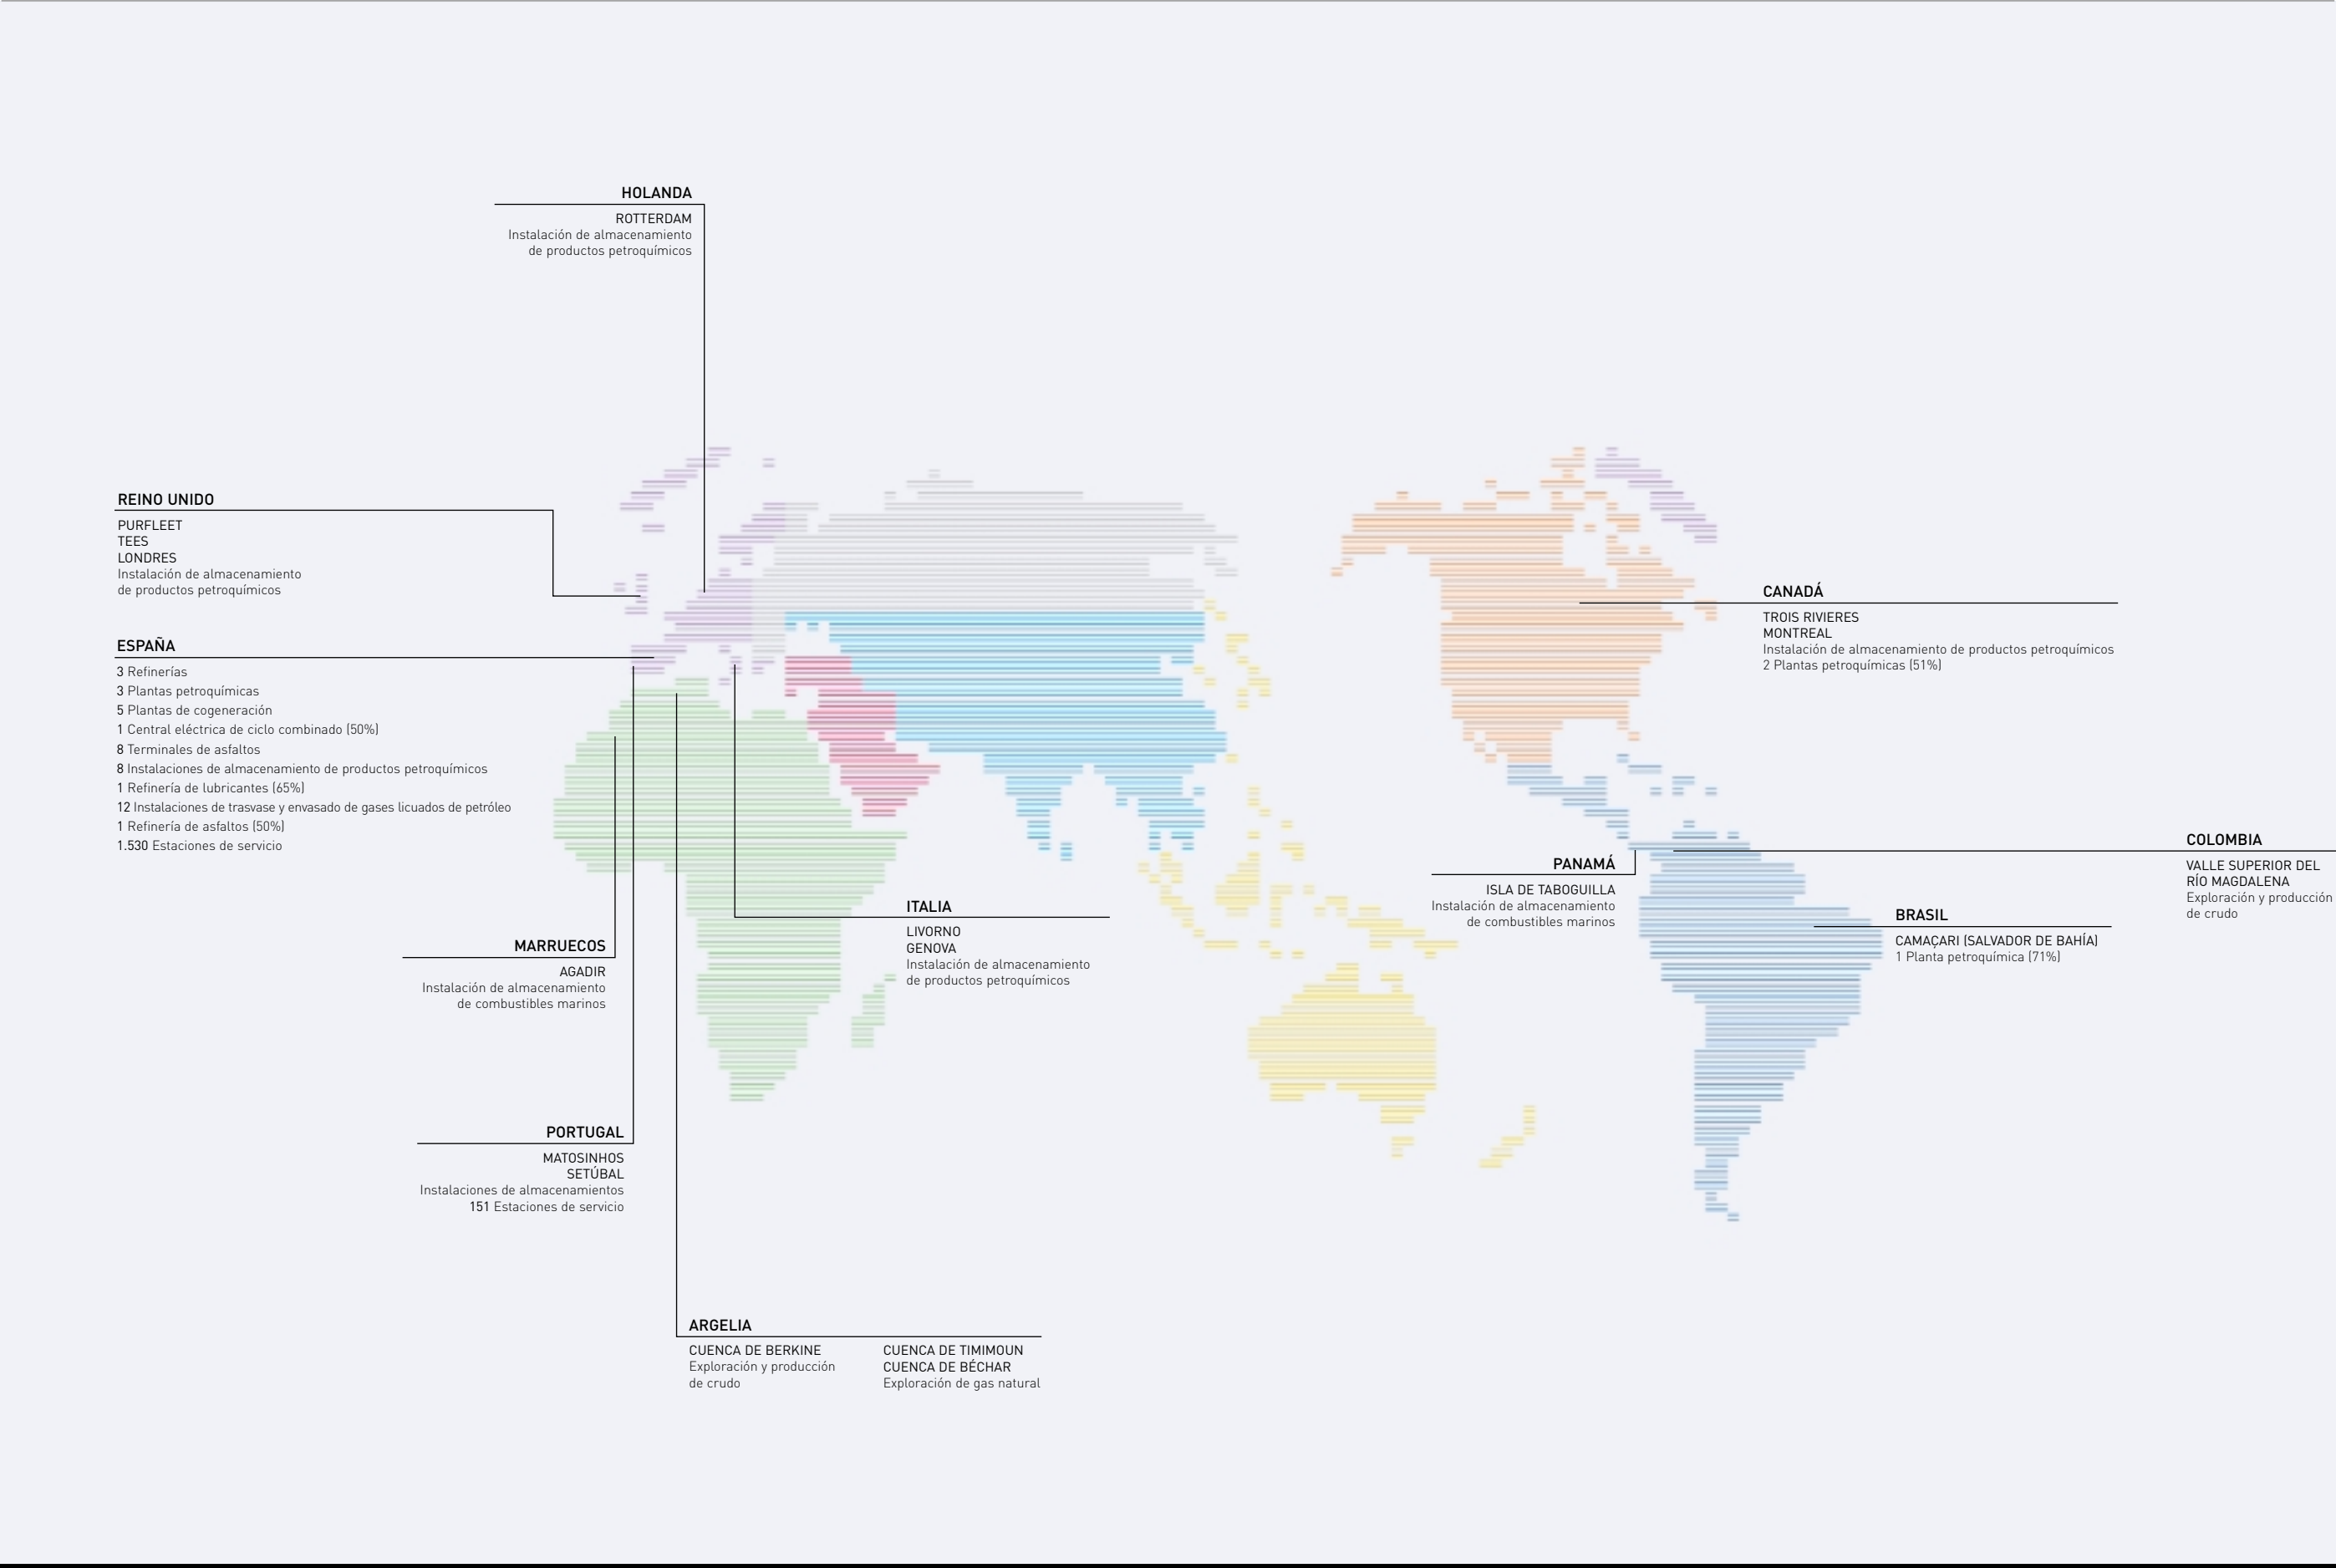 HOLANDA
ROTTERDAM
Instalación de almacenamiento
de productos petroquímicos
REINO UNIDO
PURFLEET
TEES
LONDRES
Instalación de almacenamiento
de productos petroquímicos
ESPAÑA
3 Refinerías
3 Plantas petroquímicas
5 Plantas de cogeneración
1 Central eléctrica de ciclo combinado (50%)
8 Terminales de asfaltos
8 Instalaciones de almacenamiento de productos petroquímicos
1 Refinería de lubricantes (65%)
12 Instalaciones de trasvase y envasado de gases licuados de petróleo
1 Refinería de asfaltos (50%)
1.530 Estaciones de servicio
CANADÁ
TROIS RIVIERES
MONTREAL
Instalación de almacenamiento de productos petroquímicos
2 Plantas petroquímicas (51%)
COLOMBIA
VALLE SUPERIOR DEL
RÍO MAGDALENA
Exploración y producción
de crudo
PANAMÁ
ISLA DE TABOGUILLA
Instalación de almacenamiento
de combustibles marinos
BRASIL
CAMAÇARI (SALVADOR DE BAHÍA)
1 Planta petroquímica (71%)
ITALIA
LIVORNO
GENOVA
Instalación de almacenamiento
de productos petroquímicos
MARRUECOS
AGADIR
Instalación de almacenamiento
de combustibles marinos
PORTUGAL
MATOSINHOS
SETÚBAL
Instalaciones de almacenamientos
151 Estaciones de servicio
ARGELIA
CUENCA DE BERKINE
Exploración y producción
de crudo
CUENCA DE TIMIMOUN
CUENCA DE BÉCHAR
Exploración de gas natural